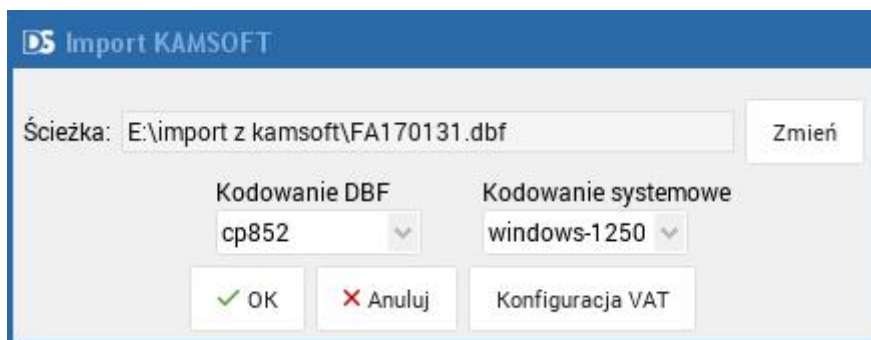 DS Import KAMSOFT
Ścieżka: E:\import z kamsoft\FA170131.dbf Zmień
Kodowanie DBF Kodowanie systemowe
cp852 windows-1250
OK Anuluj Konfiguracja VAT